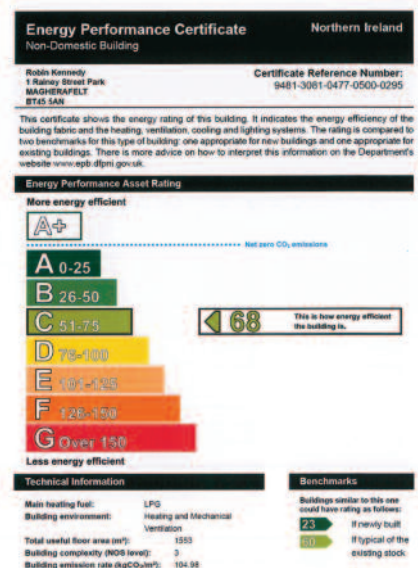 Energy Performance Certificate
Northern Ireland
Non-Domestic Building
Robin Kennedy
1 Rainey Street Park
MAGHERAFELT
BT45 5AN
Certificate Reference Number:
9481-3081-0477-0500-0295
This certificate shows the energy rating of this building. It indicates the energy efficiency of the
building fabric and the heating, ventilation, cooling and lighting systems. The rating is compared to
two benchmarks for this type of building: one appropriate for new buildings and one appropriate for
existing buildings. There is more advice on how to interpret this information on the Department's
website www.epb.dfpni.gov.uk.
Energy Performance Asset Rating
More energy efficient
A+
Net zero CO₂ emissions
A 0-25
B 26-50
C 51-75
68
This is how energy efficient
the building is.
D 76-100
E 101-125
F 126-150
G Over 150
Less energy efficient
Technical Information
Main heating fuel: LPG
Building environment: Heating and Mechanical
Ventilation
Total useful floor area (m²): 1553
Building complexity (NOS level): 3
Building emission rate (kgCO₂/m²): 104.98
Benchmarks
Buildings similar to this one
could have rating as follows:
23 If newly built
60 If typical of the
existing stock